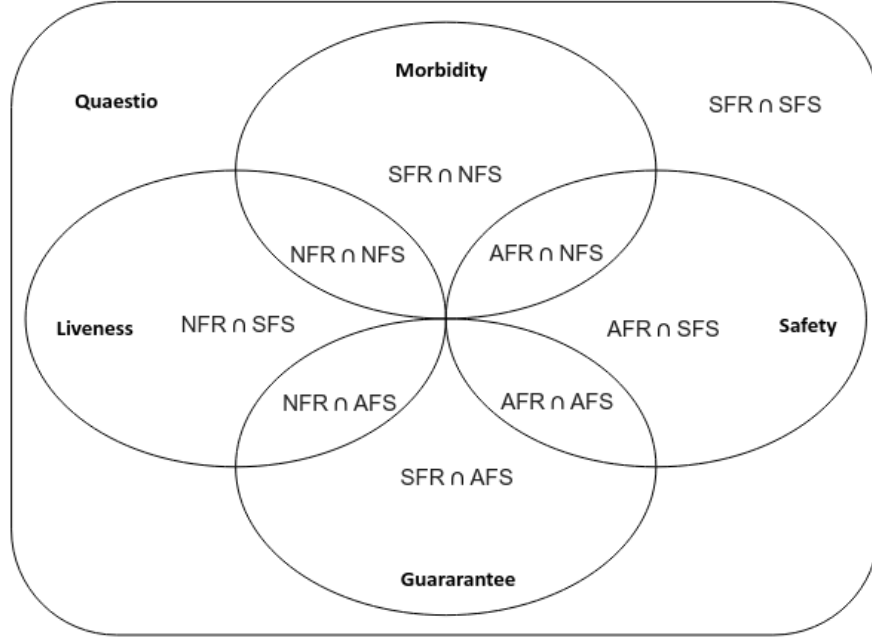 Morbidity
Quaestio
SFR ∩ SFS
SFR ∩ NFS
NFR ∩ NFS
AFR ∩ NFS
Liveness
NFR ∩ SFS
AFR ∩ SFS
Safety
NFR ∩ AFS
AFR ∩ AFS
SFR ∩ AFS
Guararantee